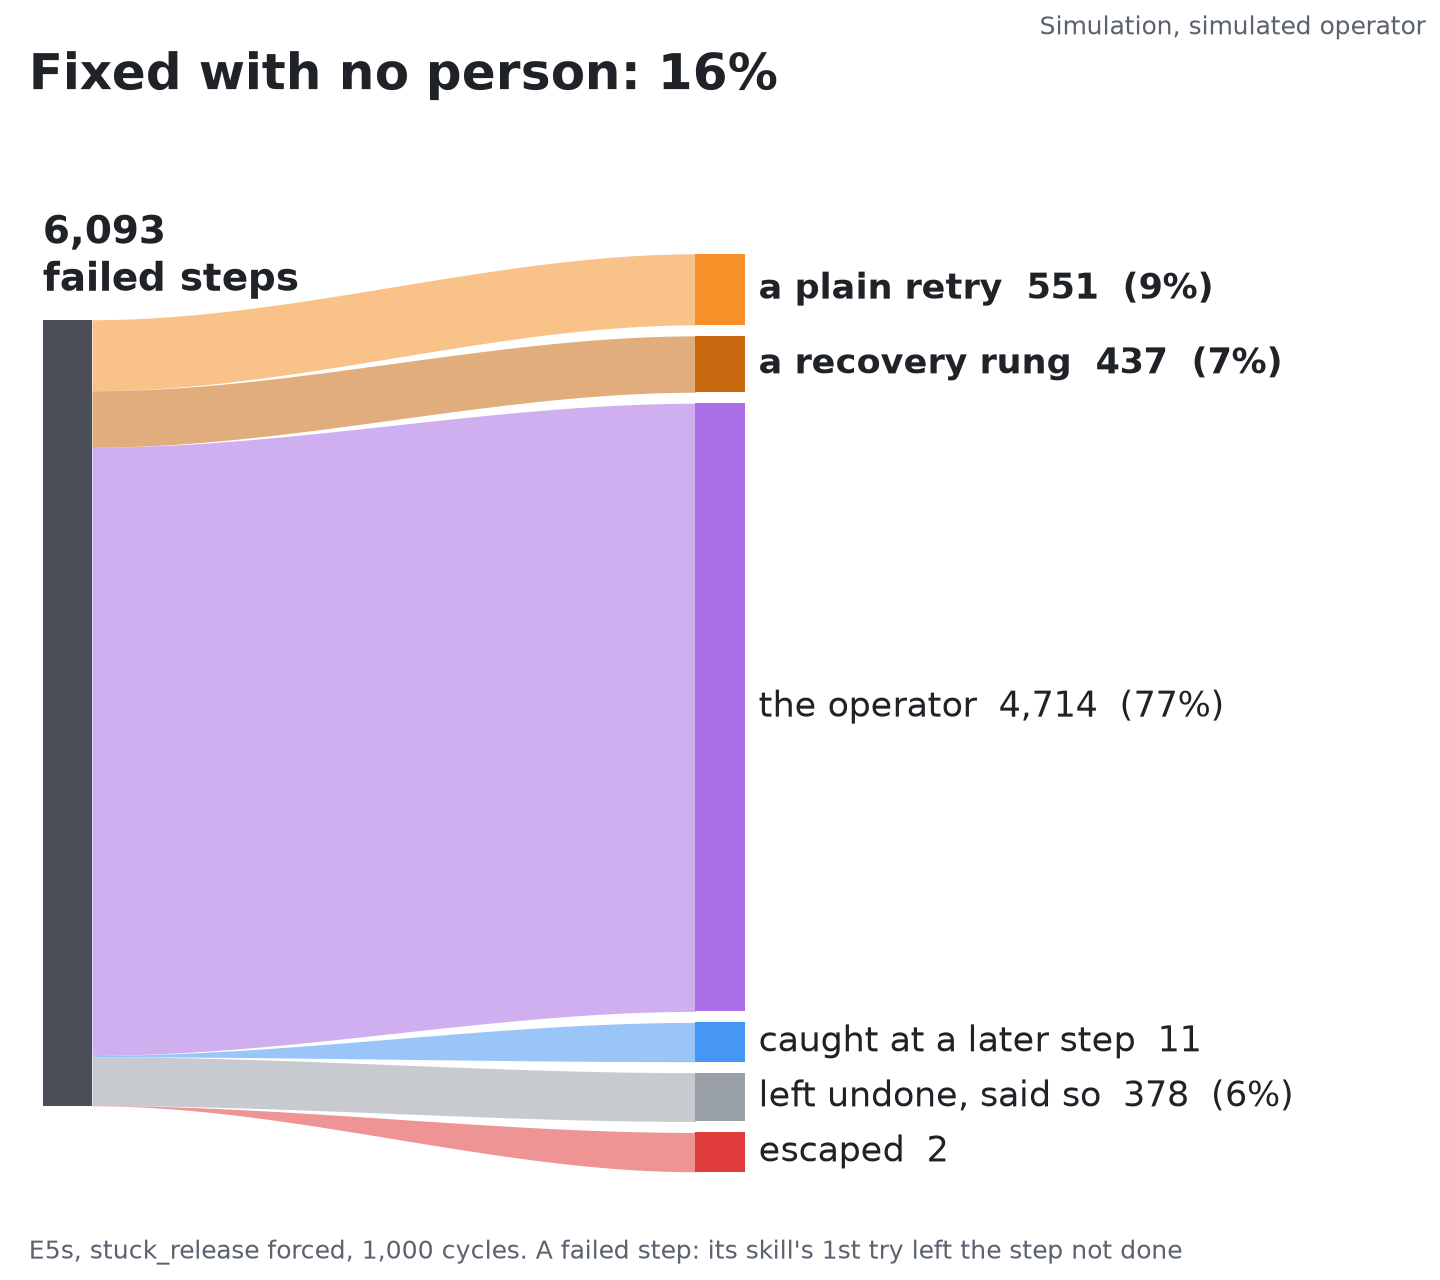 Simulation, simulated operator
Fixed with no person: 16%
6,093
failed steps
a plain retry  551  (9%)
a recovery rung  437  (7%)
the operator  4,714  (77%)
caught at a later step  11
left undone, said so  378  (6%)
escaped  2
E5s, stuck_release forced, 1,000 cycles. A failed step: its skill's 1st try left the step not done